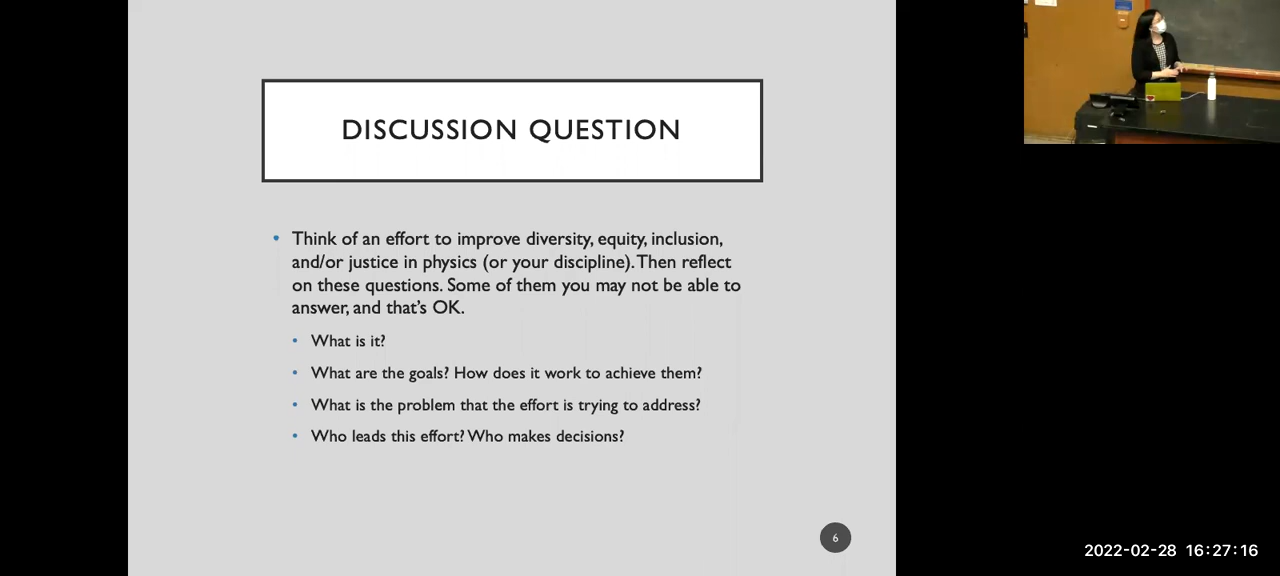 DISCUSSION QUESTION
• Think of an effort to improve diversity, equity, inclusion,
and/or justice in physics (or your discipline). Then reflect
on these questions. Some of them you may not be able to
answer, and that’s OK.
• What is it?
• What are the goals? How does it work to achieve them?
• What is the problem that the effort is trying to address?
• Who leads this effort? Who makes decisions?
6
2022-02-28 16:27:16